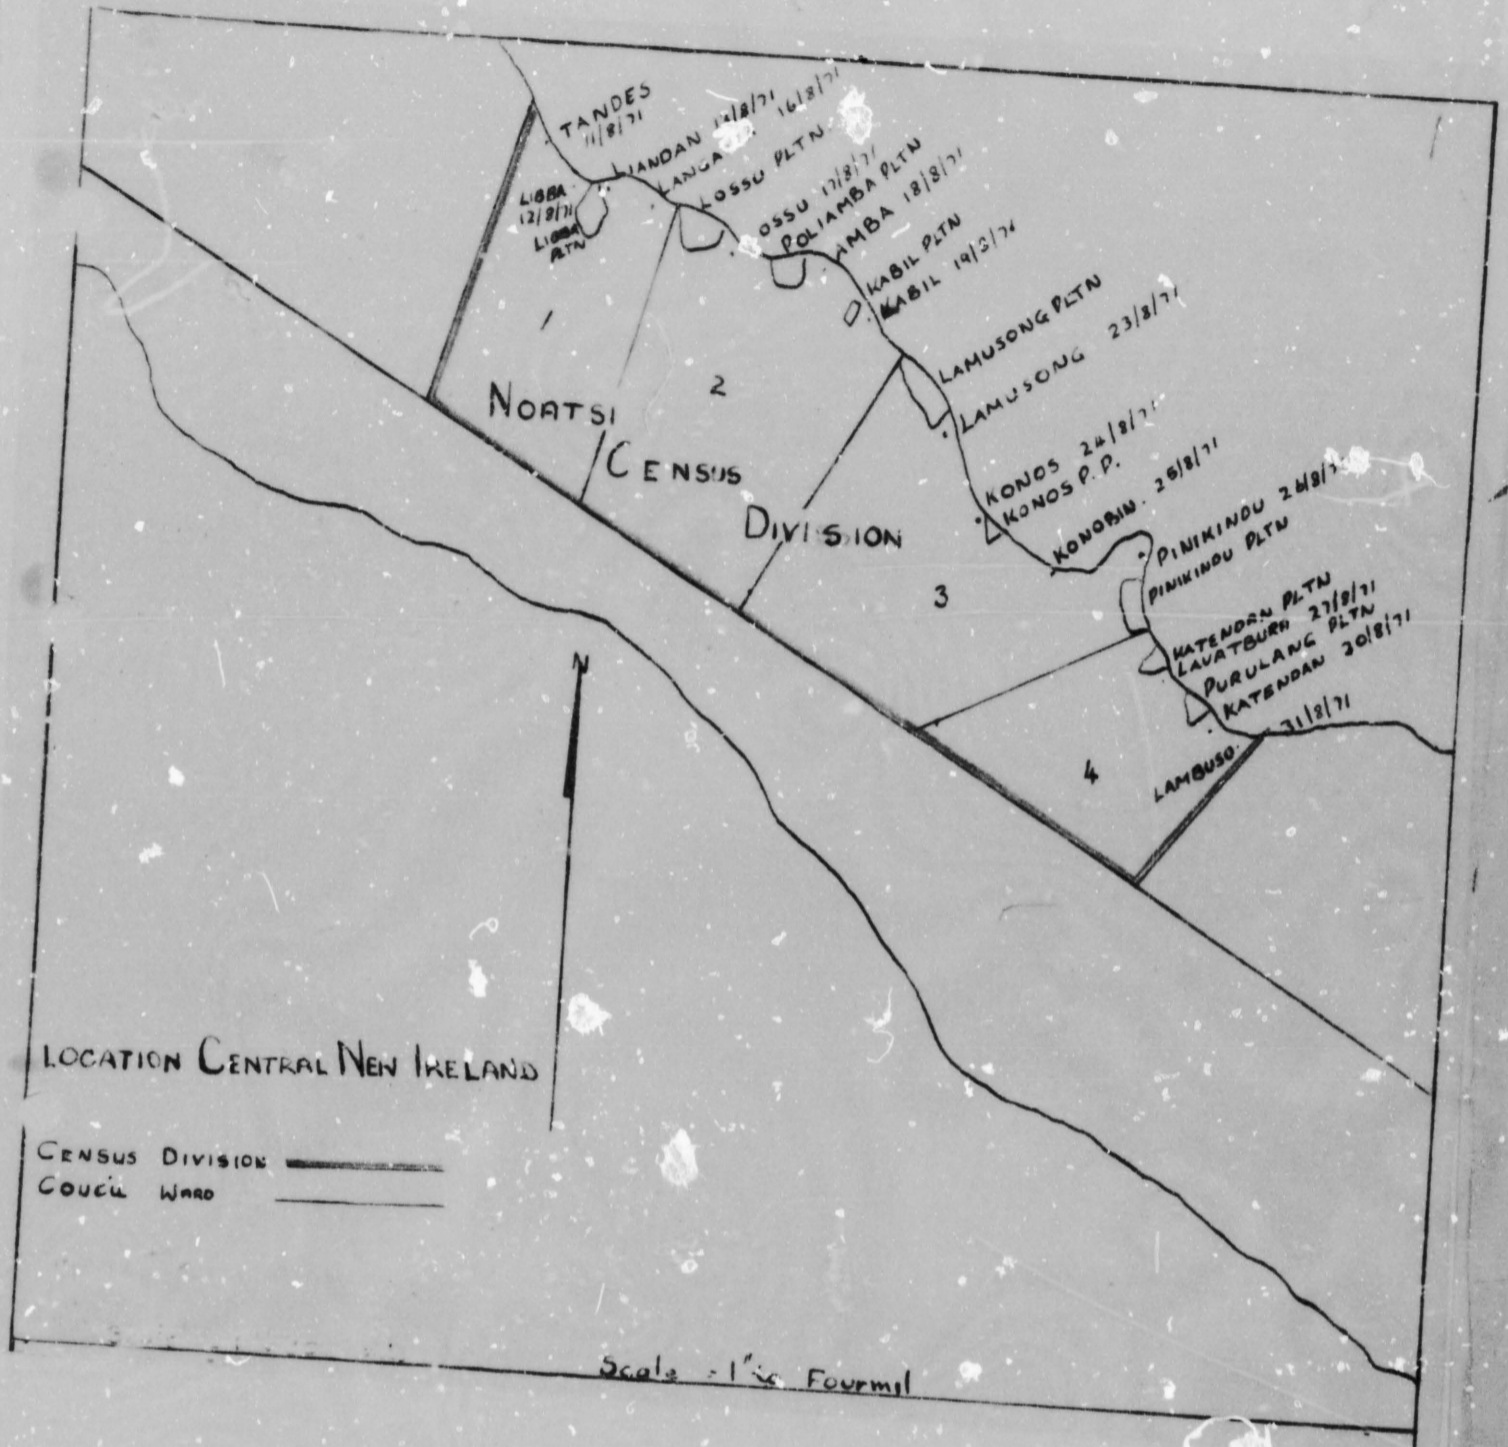 TANDES
11/8/71
LIBBA
12/8/71
LIBBA
PLTN
LANGA 16/8/71
LOSSU PLTN.
OSSU 17/8/71
POLIAMBA PLTN
AMBA 18/8/71
KABIL PLTN
KABIL
LAMUSONG PLTN
LAMUSONG 23/8/71
KONOS 24/8/71
KONOS P.P.
KONOBIN. 25/8/71
PINIKINDU
PINIKINDU PLTN
KATENDAN PLTN
LAVATBURA 27/8/71
PURULANG PLTN
KATENDAN 30/8/71
LAMBUSO. 31/8/71
1
2
3
4
NOATSI
CENSUS
DIVISION
N
LOCATION CENTRAL NEW IRELAND
CENSUS DIVISION
WARD
Scale 1" Fourmil